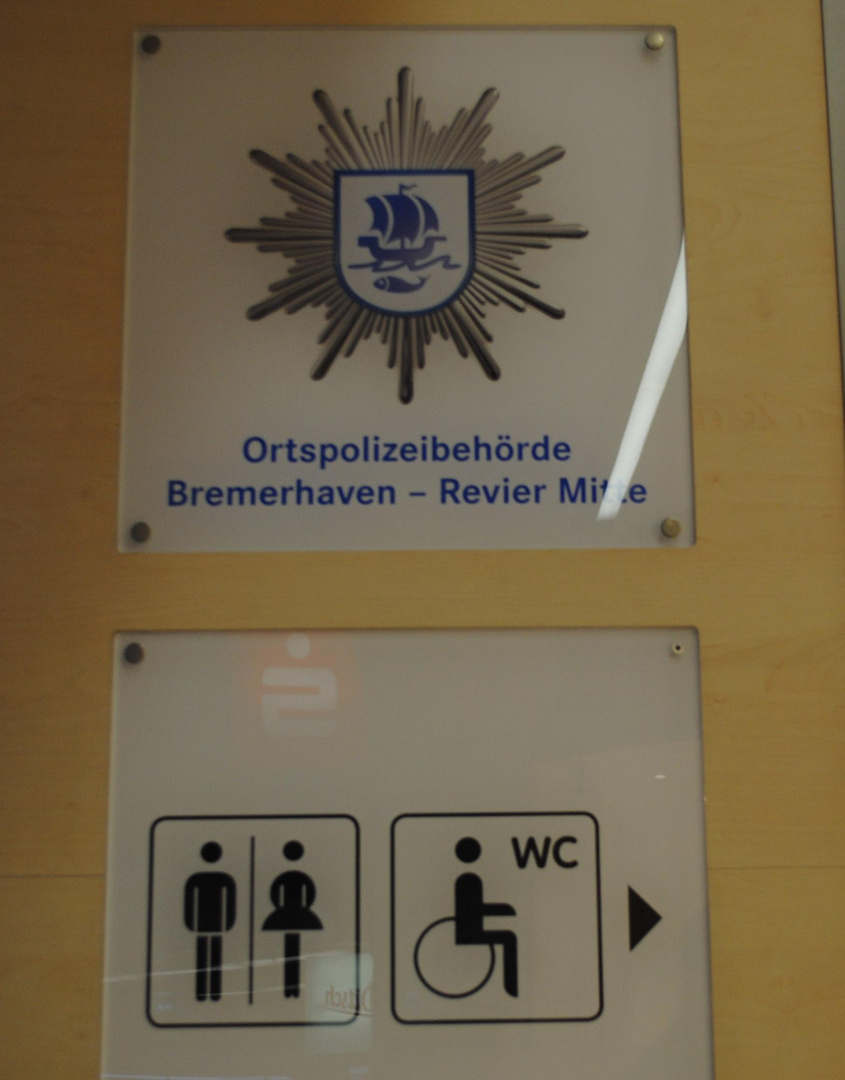 Ortspolizeibehörde
Bremerhaven – Revier Mitte
WC